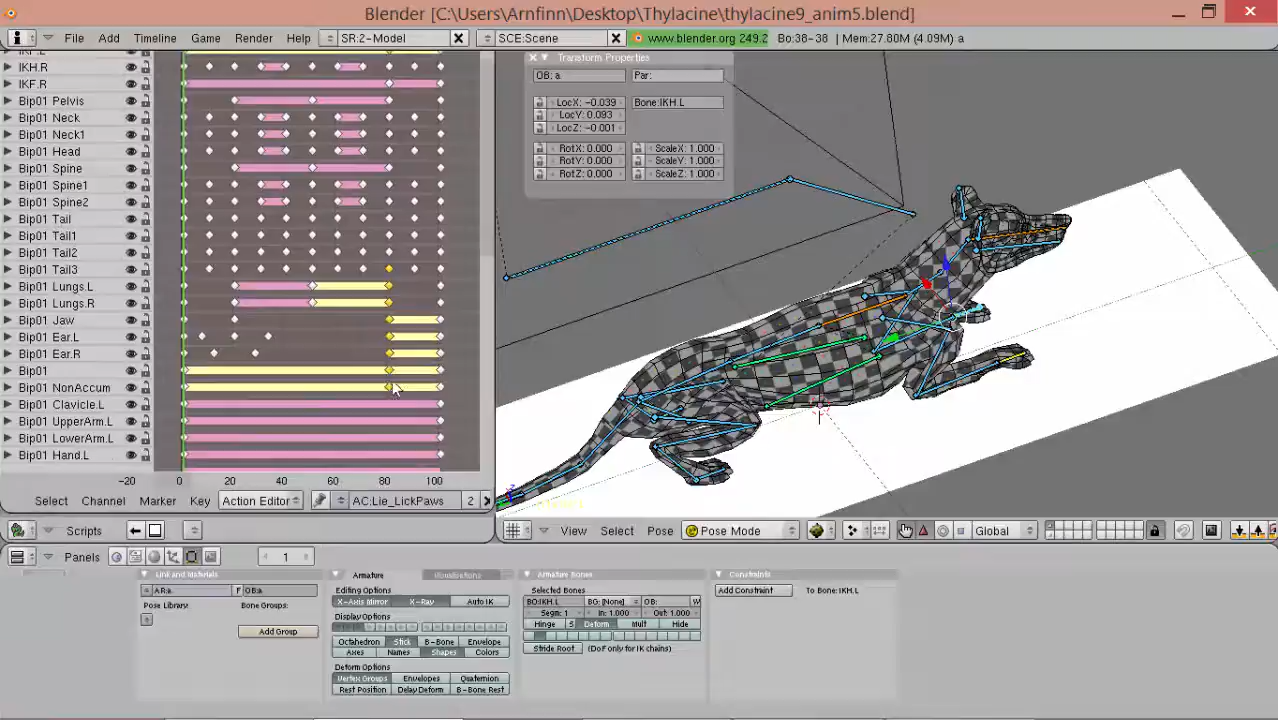 Blender [C:\Users\Arnfinn\Desktop\Thylacine\thylacine9_anim5.blend]
File Add Timeline Game Render Help SR:2-Model SCE:Scene www.blender.org 249.2 Bo:38-38 | Mem:27.80M (4.09M) a
IKH.R
IKF.R
Bip01 Pelvis
Bip01 Neck
Bip01 Neck1
Bip01 Head
Bip01 Spine
Bip01 Spine1
Bip01 Spine2
Bip01 Tail
Bip01 Tail1
Bip01 Tail2
Bip01 Tail3
Bip01 Lungs.L
Bip01 Lungs.R
Bip01 Jaw
Bip01 Ear.L
Bip01 Ear.R
Bip01
Bip01 NonAccum
Bip01 Clavicle.L
Bip01 UpperArm.L
Bip01 LowerArm.L
Bip01 Hand.L
-20 0 20 40 60 80 100
Select Channel Marker Key Action Editor AC:Lie_LickPaws 2
Scripts
Transform Properties
OB: a Par:
LocX: -0.039 Bone:IKH.L
LocY: 0.093
LocZ: -0.001
RotX: 0.000 ScaleX: 1.000
RotY: 0.000 ScaleY: 1.000
RotZ: 0.000 ScaleZ: 1.000
View Select Pose Pose Mode Global
Panels 1
Link and Materials
AR:a F OB:a
Pose Library: Bone Groups:
Add Group
Armature Visualisations
Editing Options
X-Axis Mirror X-Ray Auto IK
Display Options
Octahedron Stick B-Bone Envelope
Axes Names Shapes Colors
Deform Options
Vertex Groups Envelopes Quaternion
Rest Position Delay Deform B-Bone Rest
Armature Bones
Selected Bones
BO:IKH.L BG: [None] OB: W
Segm: 1 In: 1.000 Out: 1.000
Hinge S Deform Mult Hide
Stride Root (DoF only for IK chains)
Constraints
Add Constraint To Bone: IKH.L